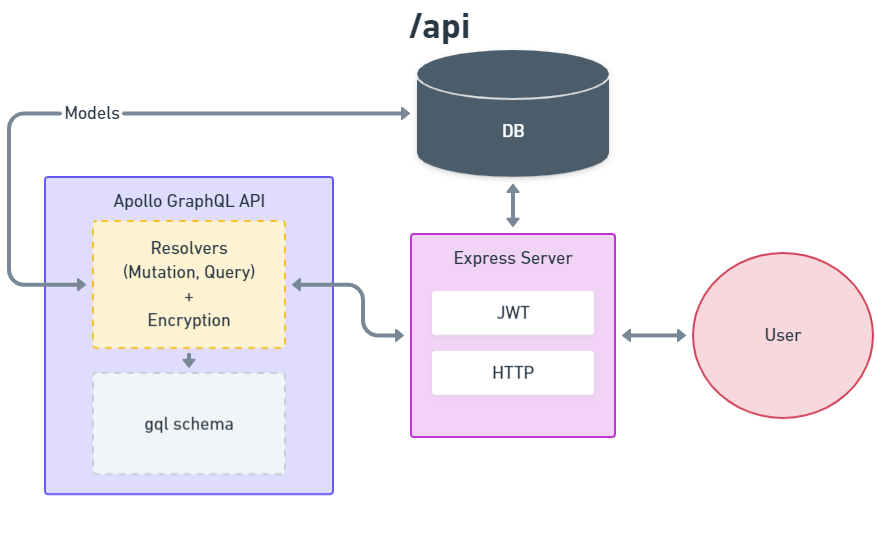 /api
Models
DB
Apollo GraphQL API
Resolvers
(Mutation, Query)
+
Encryption
gql schema
Express Server
JWT
HTTP
User